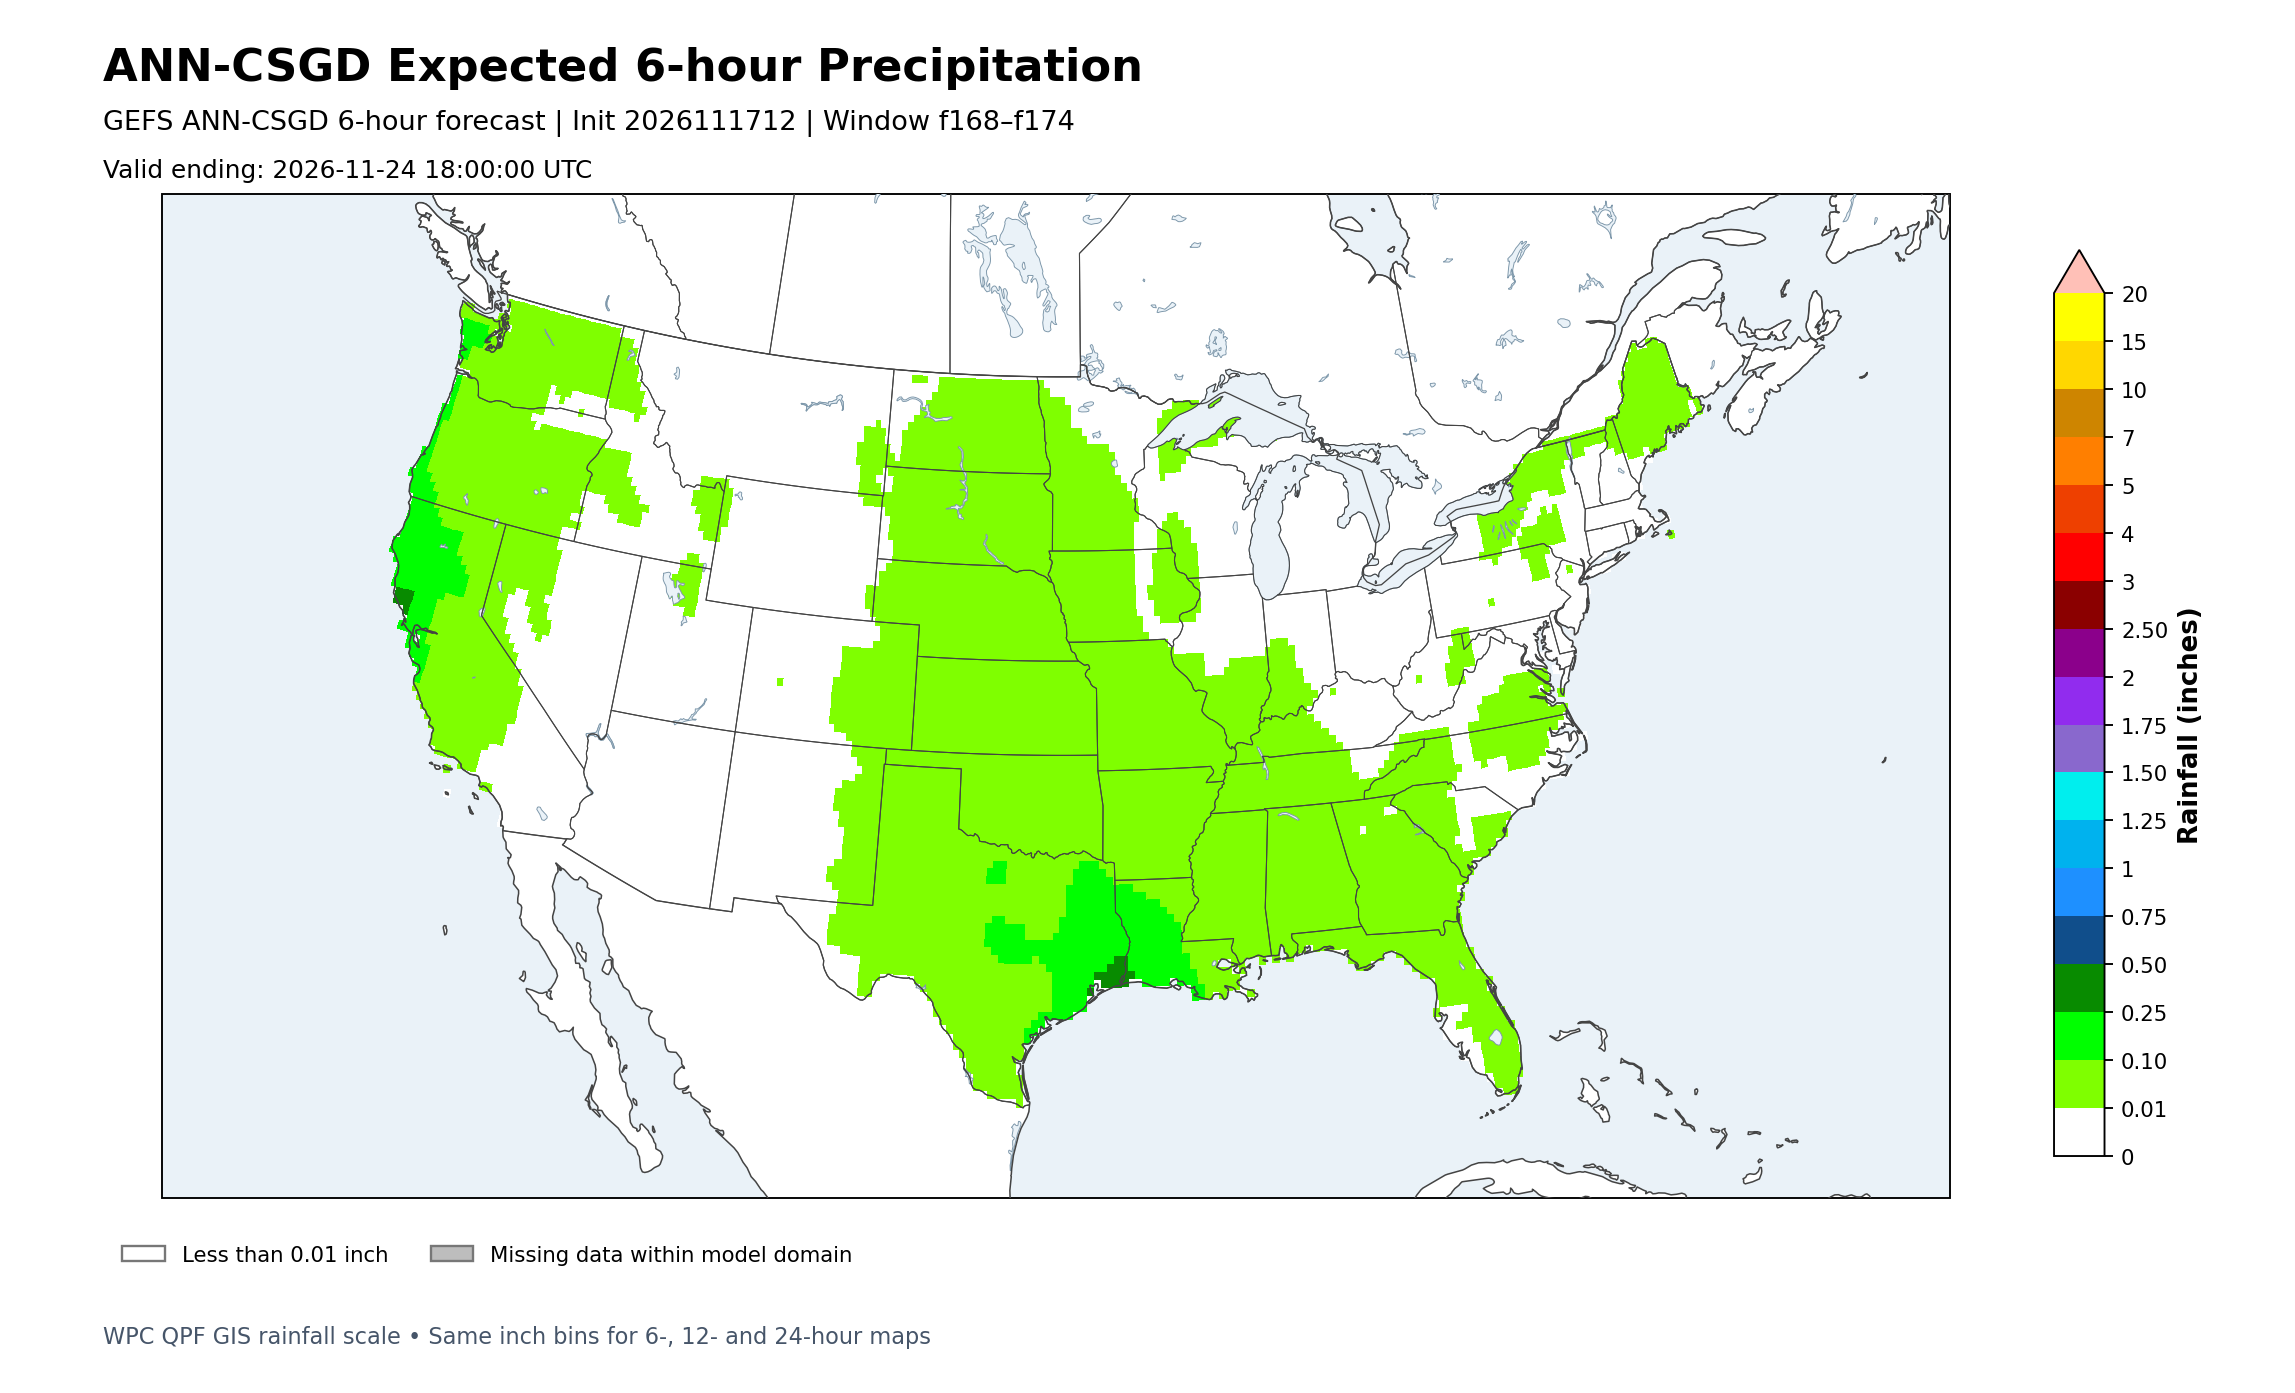 ANN-CSGD Expected 6-hour Precipitation
GEFS ANN-CSGD 6-hour forecast | Init 2026111712 | Window f168–f174
Valid ending: 2026-11-24 18:00:00 UTC
20
15
10
7
5
4
3
2.50
2
1.75
1.50
1.25
1
0.75
0.50
0.25
0.10
0.01
0
Rainfall (inches)
Less than 0.01 inch
Missing data within model domain
WPC QPF GIS rainfall scale • Same inch bins for 6-, 12- and 24-hour maps